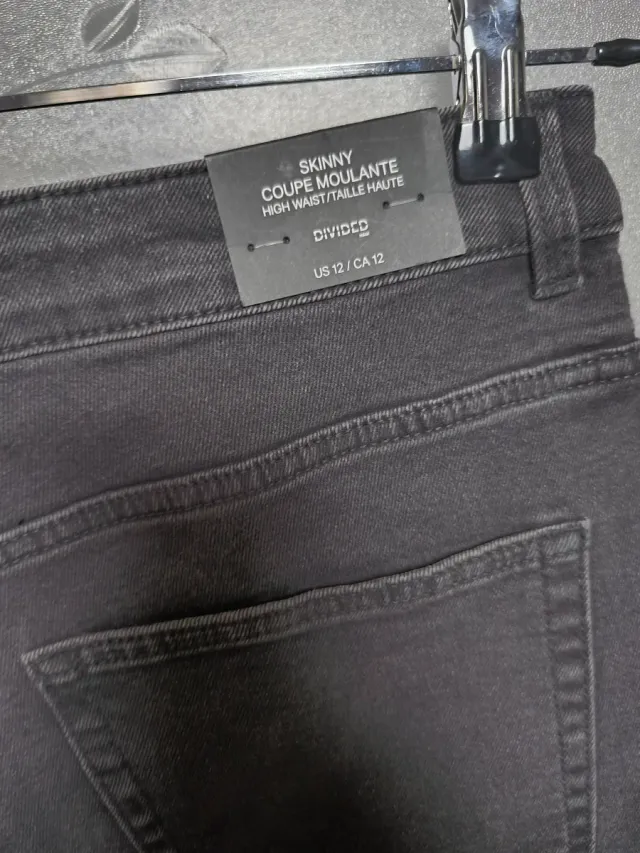 SKINNY
COUPE MOULANTE
HIGH WAIST/TAILLE HAUTE
DIVIDED
US 12 / CA 12